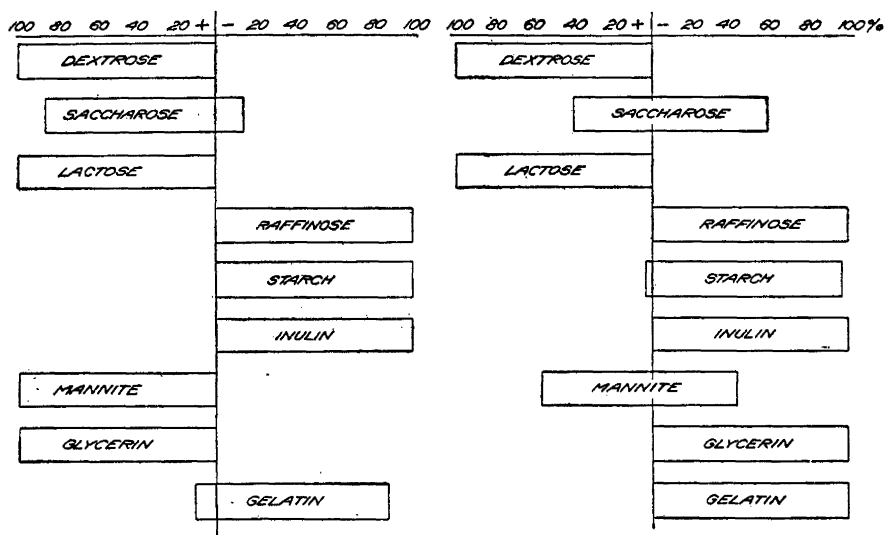 100 80 60 40 20 + − 20 40 60 80 100
DEXTROSE
SACCHAROSE
LACTOSE
RAFFINOSE
STARCH
INULIN
MANNITE
GLYCERIN
GELATIN
100 80 60 40 20 + − 20 40 60 80 100%
DEXTROSE
SACCHAROSE
LACTOSE
RAFFINOSE
STARCH
INULIN
MANNITE
GLYCERIN
GELATIN